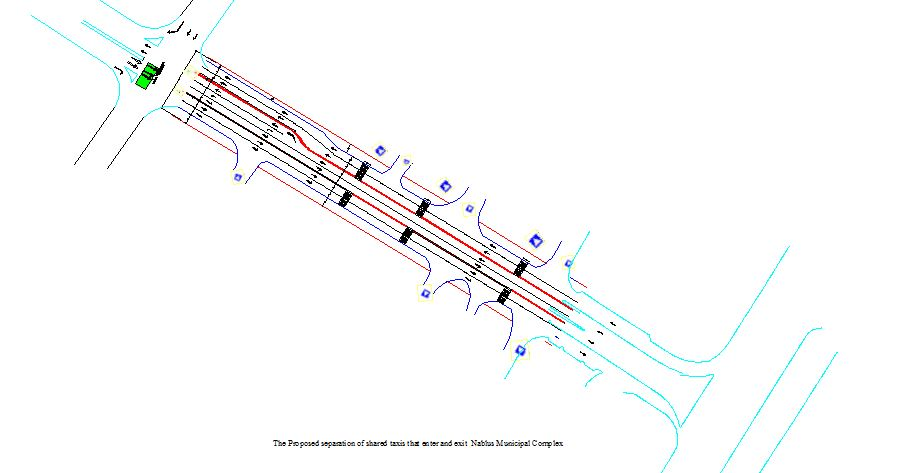 The Proposed separation of shared taxis that enter and exit Nablus Municipal Complex